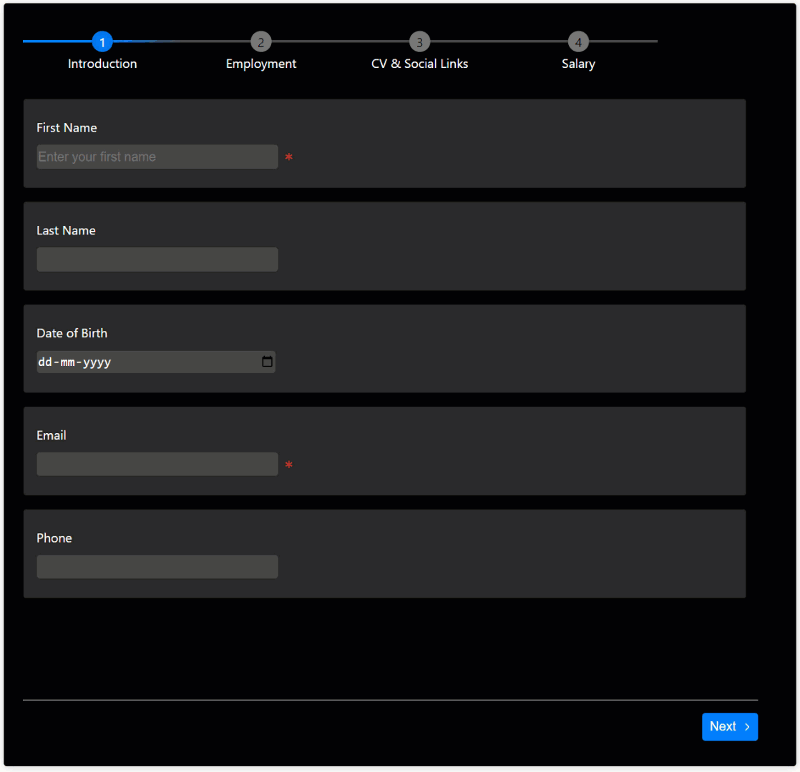 1 2 3 4
Introduction Employment CV & Social Links Salary
First Name
Enter your first name *
Last Name
Date of Birth
dd-mm-yyyy
Email
*
Phone
Next >